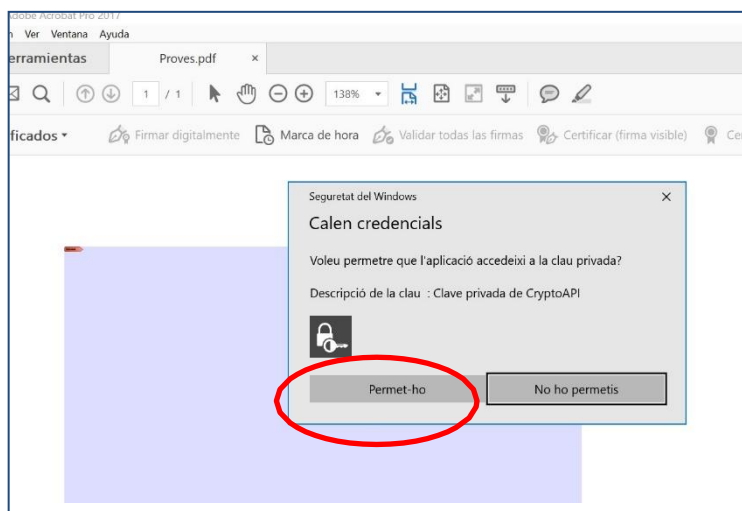 Adobe Acrobat Pro 2017
Ver Ventana Ayuda
erramientas Proves.pdf ×
1 / 1 138%
ficados Firmar digitalmente Marca de hora Validar todas las firmas Certificar (firma visible) Ce
Seguretat del Windows
Calen credencials
Voleu permetre que l'aplicació accedeixi a la clau privada?
Descripció de la clau : Clave privada de CryptoAPI
Permet-ho No ho permetis